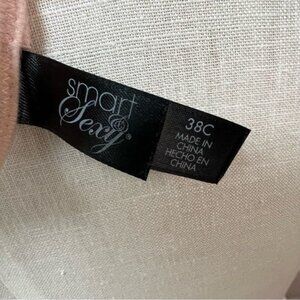 smart
& Sexy®
38C
MADE IN
CHINA
HECHO EN
CHINA